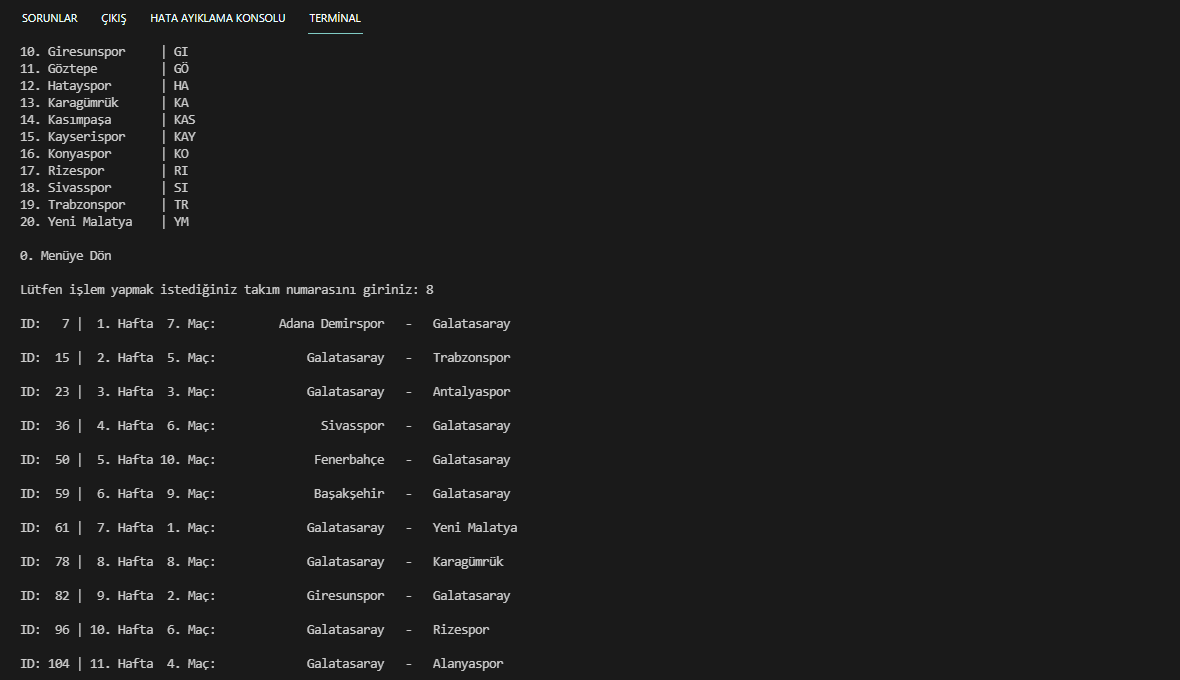 SORUNLAR ÇIKIŞ HATA AYIKLAMA KONSOLU TERMİNAL
10. Giresunspor | GI
11. Göztepe | GÖ
12. Hatayspor | HA
13. Karagümrük | KA
14. Kasımpaşa | KAS
15. Kayserispor | KAY
16. Konyaspor | KO
17. Rizespor | RI
18. Sivasspor | SI
19. Trabzonspor | TR
20. Yeni Malatya | YM
0. Menüye Dön
Lütfen işlem yapmak istediğiniz takım numarasını giriniz: 8
ID: 7 | 1. Hafta 7. Maç: Adana Demirspor - Galatasaray
ID: 15 | 2. Hafta 5. Maç: Galatasaray - Trabzonspor
ID: 23 | 3. Hafta 3. Maç: Galatasaray - Antalyaspor
ID: 36 | 4. Hafta 6. Maç: Sivasspor - Galatasaray
ID: 50 | 5. Hafta 10. Maç: Fenerbahçe - Galatasaray
ID: 59 | 6. Hafta 9. Maç: Başakşehir - Galatasaray
ID: 61 | 7. Hafta 1. Maç: Galatasaray - Yeni Malatya
ID: 78 | 8. Hafta 8. Maç: Galatasaray - Karagümrük
ID: 82 | 9. Hafta 2. Maç: Giresunspor - Galatasaray
ID: 96 | 10. Hafta 6. Maç: Galatasaray - Rizespor
ID: 104 | 11. Hafta 4. Maç: Galatasaray - Alanyaspor